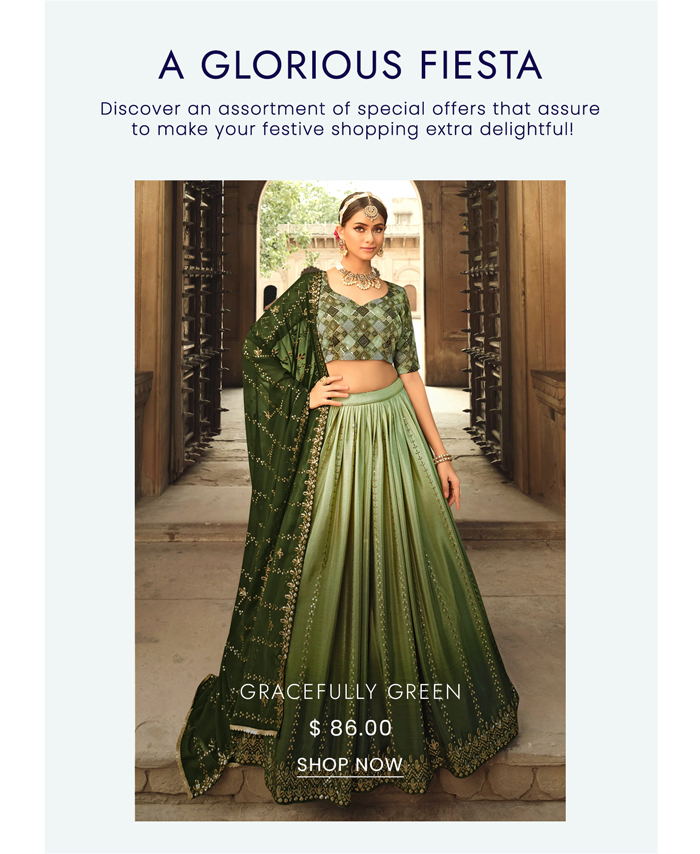 A GLORIOUS FIESTA
Discover an assortment of special offers that assure
to make your festive shopping extra delightful!
GRACEFULLY GREEN
$ 86.00
SHOP NOW